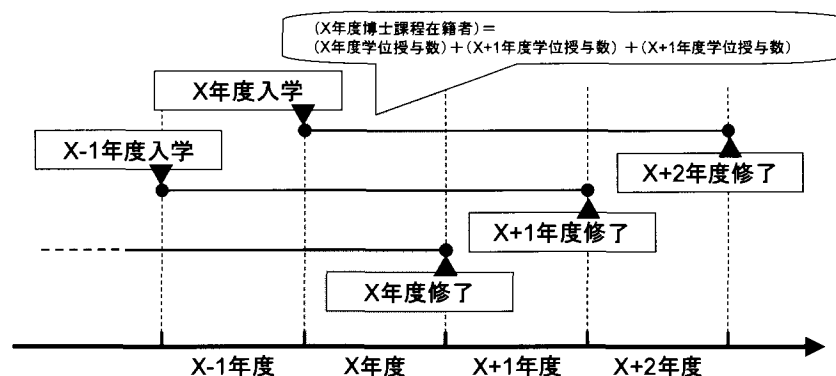 (X年度博士課程在籍者)＝
(X年度学位授与数)＋(X+1年度学位授与数)＋(X+1年度学位授与数)
X年度入学
X-1年度入学
X+2年度修了
X+1年度修了
X年度修了
X-1年度 X年度 X+1年度 X+2年度